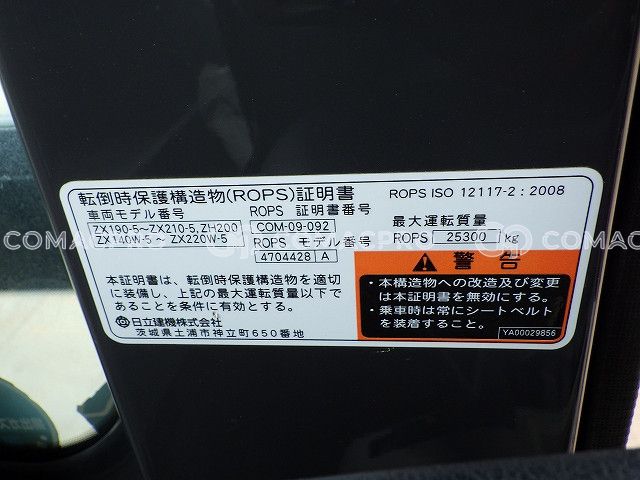 転倒時保護構造物(ROPS)証明書
ROPS ISO 12117-2 : 2008
車両モデル番号
ZX190-5~ZX210-5, ZH200
ZX140W-5 ~ ZX220W-5
ROPS 証明書番号
COM-09-092
ROPS モデル番号
4704428 A
最大運転質量
ROPS 25300 kg
本証明書は、転倒時保護構造物を適切
に装備し、上記の最大運転質量以下で
あることを条件に有効とする。
日立建機株式会社
茨城県土浦市神立町650番地
警告
・本構造物への改造及び変更
は本証明書を無効にする。
・乗車時は常にシートベルト
を装着すること。
YA00029856